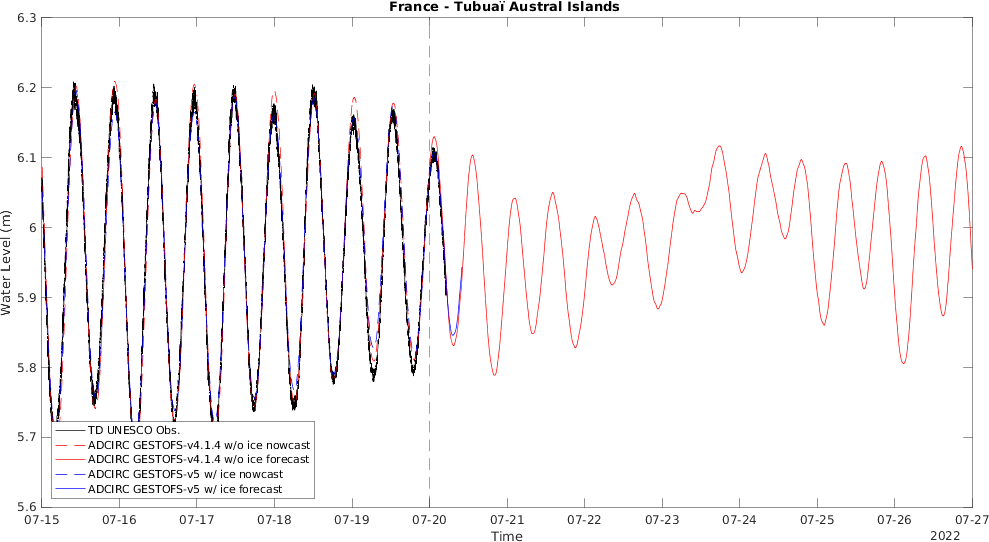 France - Tubuaï Austral Islands
Water Level (m)
6.3
6.2
6.1
6
5.9
5.8
5.7
5.6
TD UNESCO Obs.
ADCIRC GESTOFS-v4.1.4 w/o ice nowcast
ADCIRC GESTOFS-v4.1.4 w/o ice forecast
ADCIRC GESTOFS-v5 w/ ice nowcast
ADCIRC GESTOFS-v5 w/ ice forecast
07-15 07-16 07-17 07-18 07-19 07-20 07-21 07-22 07-23 07-24 07-25 07-26 07-27
Time
2022